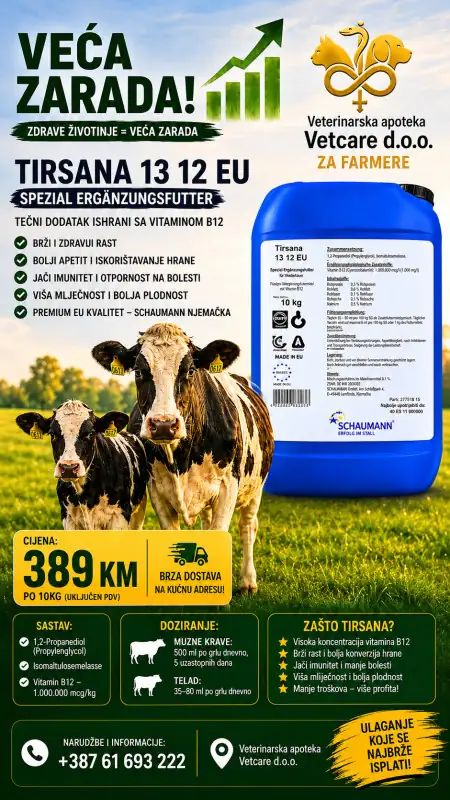 VEĆA
ZARADA!
ZDRAVE ŽIVOTINJE = VEĆA ZARADA
Veterinarska apoteka
Vetcare d.o.o.
ZA FARMERE
TIRSANA 13 12 EU
SPEZIAL ERGÄNZUNGSFUTTER
TEČNI DODATAK ISHRANI SA VITAMINOM B12
BRŽI I ZDRAVIJI RAST
BOLJI APETIT I ISKORIŠTAVANJE HRANE
JAČI IMUNITET I OTPORNOST NA BOLESTI
VIŠA MLJEČNOST I BOLJA PLODNOST
PREMIUM EU KVALITET – SCHAUMANN NJEMAČKA
Tirsana
13 12 EU
10 kg
MADE IN EU
SCHAUMANN
ERFOLG IM STALL
CIJENA:
389 KM
PO 10KG (UKLJUČEN PDV)
BRZA DOSTAVA
NA KUĆNU ADRESU!
SASTAV:
1,2-Propanediol
(Propylenglycol)
Isomaltulosemelasse
Vitamin B12 –
1.000.000 mcg/kg
DOZIRANJE:
MUZNE KRAVE:
500 ml po grlu dnevno,
5 uzastopnih dana
TELAD:
35–80 ml po grlu dnevno
ZAŠTO TIRSANA?
Visoka koncentracija vitamina B12
Brži rast i bolja konverzija hrane
Jači imunitet i manje bolesti
Viša mliječnost i bolja plodnost
Manje troškova – više profita!
NARUDŽBE I INFORMACIJE:
+387 61 693 222
Veterinarska apoteka
Vetcare d.o.o.
ULAGANJE
KOJE SE
NAJBRŽE
ISPLATI!